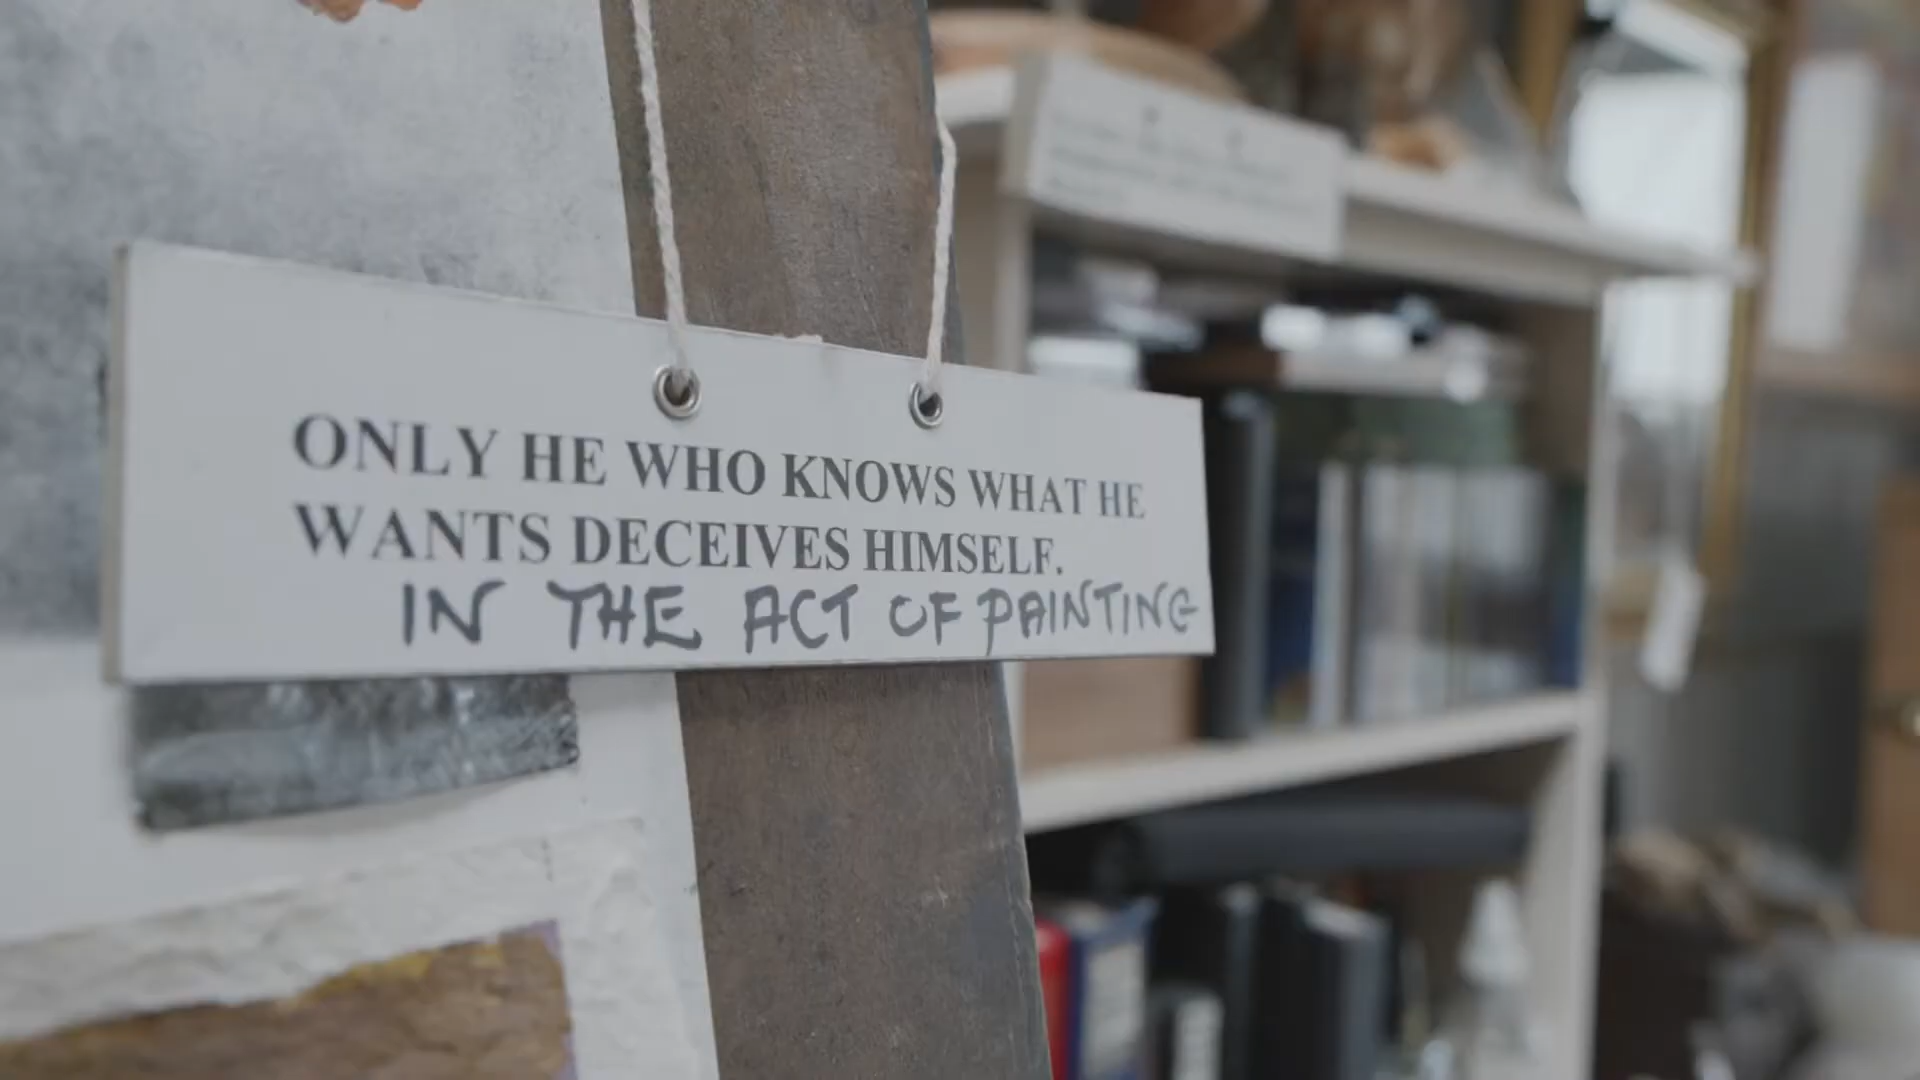 ONLY HE WHO KNOWS WHAT HE
WANTS DECEIVES HIMSELF.
IN THE ACT OF PAINTING